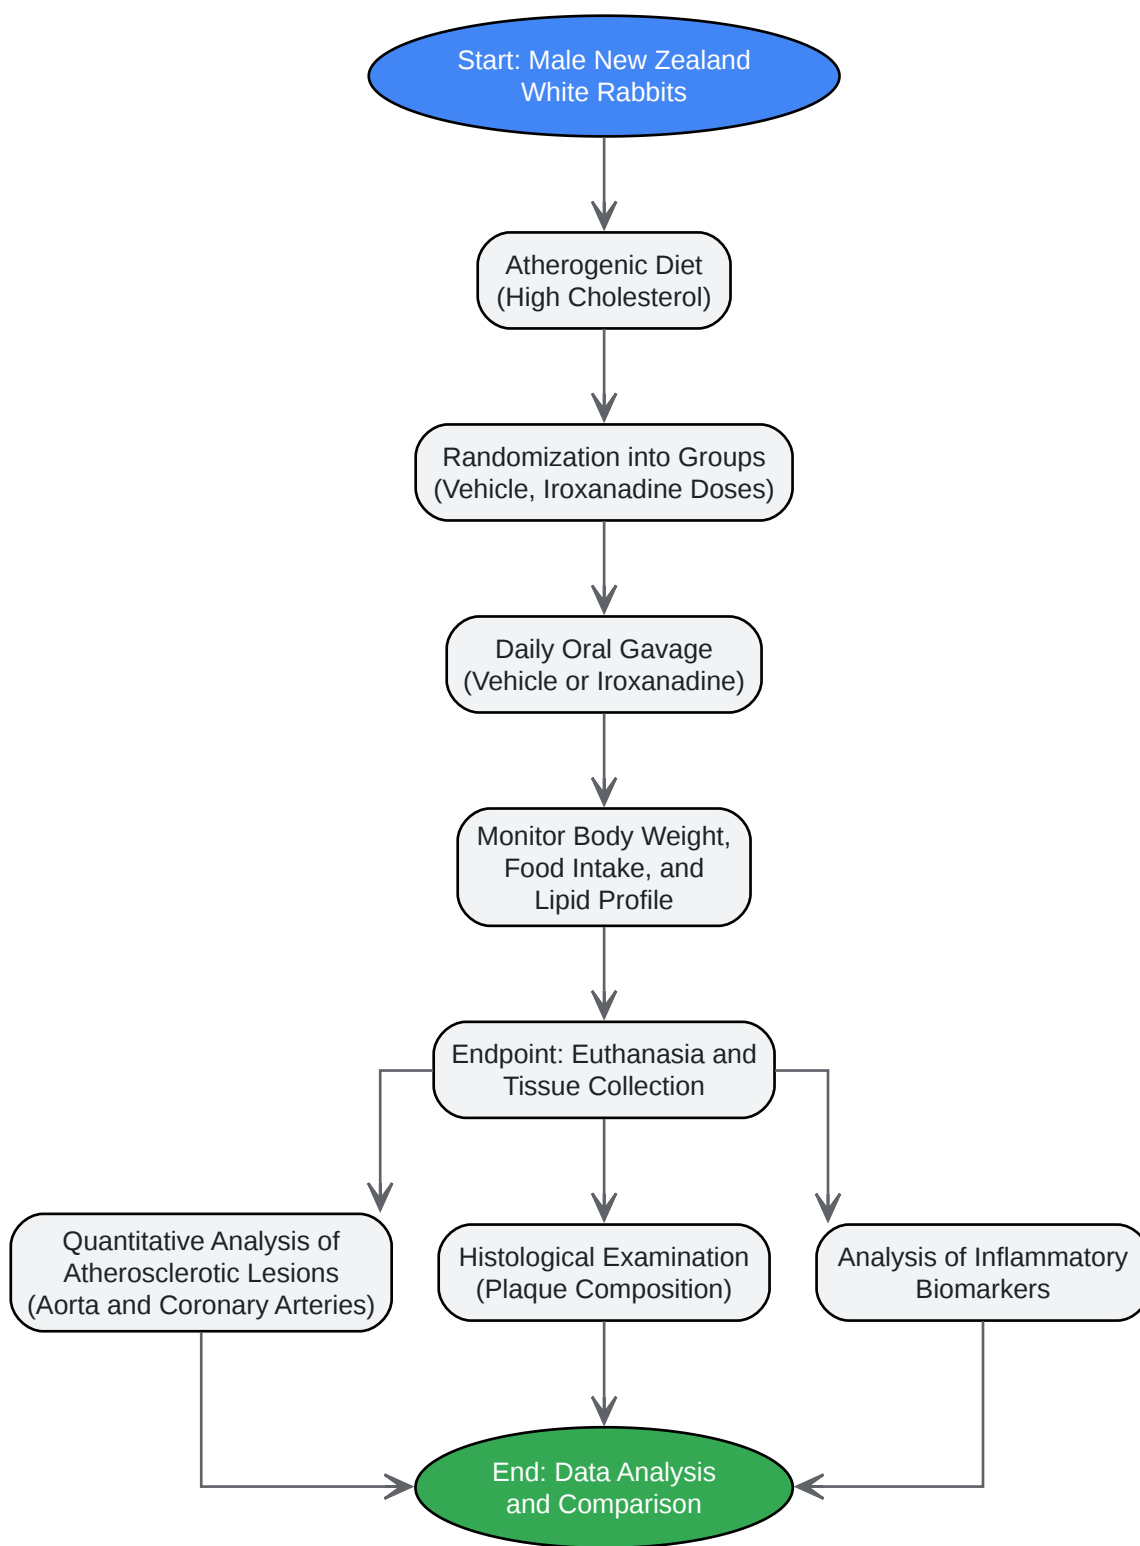 Start: Male New Zealand
White Rabbits
Atherogenic Diet
(High Cholesterol)
Randomization into Groups
(Vehicle, Iroxanadine Doses)
Daily Oral Gavage
(Vehicle or Iroxanadine)
Monitor Body Weight,
Food Intake, and
Lipid Profile
Endpoint: Euthanasia and
Tissue Collection
Quantitative Analysis of
Atherosclerotic Lesions
(Aorta and Coronary Arteries)
Histological Examination
(Plaque Composition)
Analysis of Inflammatory
Biomarkers
End: Data Analysis
and Comparison